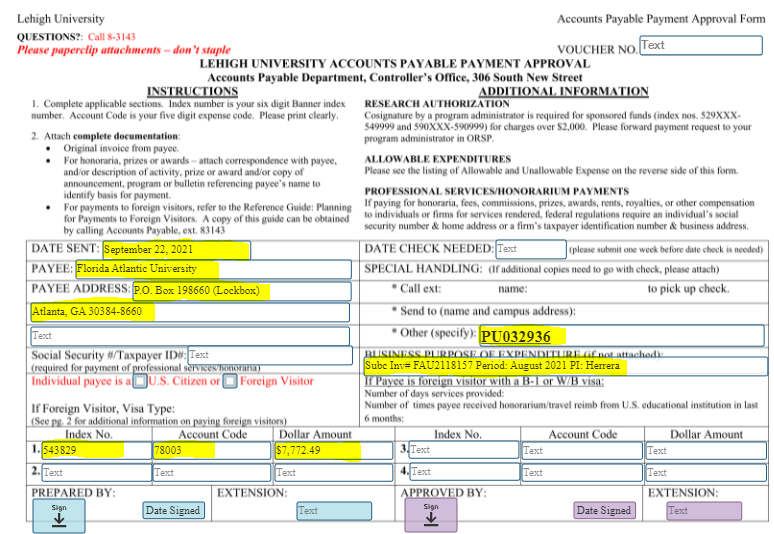 Lehigh University
Accounts Payable Payment Approval Form
QUESTIONS?: Call 8-3143
Please paperclip attachments – don't staple
VOUCHER NO. Text
LEHIGH UNIVERSITY ACCOUNTS PAYABLE PAYMENT APPROVAL
Accounts Payable Department, Controller's Office, 306 South New Street
INSTRUCTIONS
1. Complete applicable sections. Index number is your six digit Banner index
number. Account Code is your five digit expense code. Please print clearly.
2. Attach complete documentation:
• Original invoice from payee.
• For honoraria, prizes or awards – attach correspondence with payee,
and/or description of activity, prize or award and/or copy of
announcement, program or bulletin referencing payee's name to
identify basis for payment.
• For payments to foreign visitors, refer to the Reference Guide: Planning
for Payments to Foreign Visitors. A copy of this guide can be obtained
by calling Accounts Payable, ext. 83143
ADDITIONAL INFORMATION
RESEARCH AUTHORIZATION
Cosignature by a program administrator is required for sponsored funds (index nos. 529XXX-
549999 and 590XXX-590999) for charges over $2,000. Please forward payment request to your
program administrator in ORSP.
ALLOWABLE EXPENDITURES
Please see the listing of Allowable and Unallowable Expense on the reverse side of this form.
PROFESSIONAL SERVICES/HONORARIUM PAYMENTS
If paying for honoraria, fees, commissions, prizes, awards, rents, royalties, or other compensation
to individuals or firms for services rendered, federal regulations require an individual's social
security number & home address or a firm's taxpayer identification number & business address.
DATE SENT: September 22, 2021
PAYEE: Florida Atlantic University
PAYEE ADDRESS: P.O. Box 198660 (Lockbox)
Atlanta, GA 30384-8660
Text
Social Security #/Taxpayer ID#: Text
(required for payment of professional services/honoraria)
Individual payee is a U.S. Citizen or Foreign Visitor
If Foreign Visitor, Visa Type:
(See pg. 2 for additional information on paying foreign visitors)
DATE CHECK NEEDED: Text (please submit one week before date check is needed)
SPECIAL HANDLING: (If additional copies need to go with check, please attach)
* Call ext: name: to pick up check.
* Send to (name and campus address):
* Other (specify): PU032936
BUSINESS PURPOSE OF EXPENDITURE (if not attached):
Subc Inv# FAU2118157 Period: August 2021 PI: Herrera
If Payee is foreign visitor with a B-1 or W/B visa:
Number of days services provided:
Number of times payee received honorarium/travel reimb from U.S. educational institution in last
6 months:
Index No. Account Code Dollar Amount Index No. Account Code Dollar Amount
1. 543829 78003 $7,772.49 3. Text Text Text
2. Text Text Text 4. Text Text Text
PREPARED BY: EXTENSION: APPROVED BY: EXTENSION:
Sign Date Signed Text Sign Date Signed Text